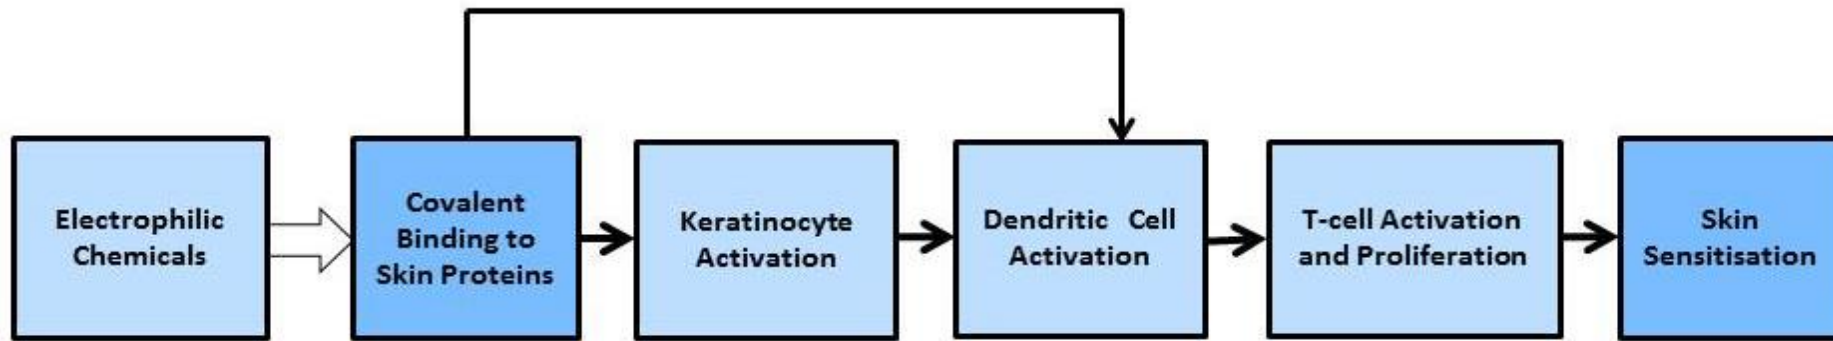 Electrophilic
Chemicals
Covalent
Binding to
Skin Proteins
Keratinocyte
Activation
Dendritic Cell
Activation
T-cell Activation
and Proliferation
Skin
Sensitisation